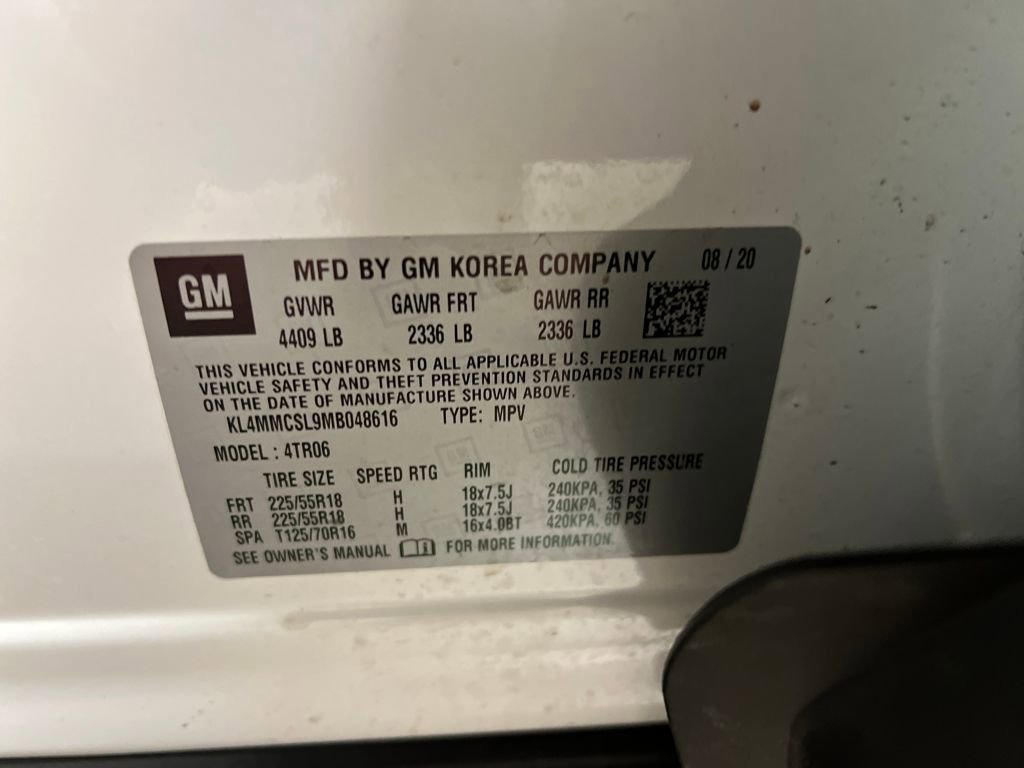 GM
MFD BY GM KOREA COMPANY 08 / 20
GVWR GAWR FRT GAWR RR
4409 LB 2336 LB 2336 LB
THIS VEHICLE CONFORMS TO ALL APPLICABLE U.S. FEDERAL MOTOR
VEHICLE SAFETY AND THEFT PREVENTION STANDARDS IN EFFECT
ON THE DATE OF MANUFACTURE SHOWN ABOVE.
KL4MMCSL9MB048616 TYPE: MPV
MODEL : 4TR06
TIRE SIZE SPEED RTG RIM COLD TIRE PRESSURE
FRT 225/55R18 H 18x7.5J 240KPA, 35 PSI
RR 225/55R18 H 18x7.5J 240KPA, 35 PSI
SPA T125/70R16 M 16x4.0BT 420KPA, 60 PSI
SEE OWNER'S MANUAL FOR MORE INFORMATION.